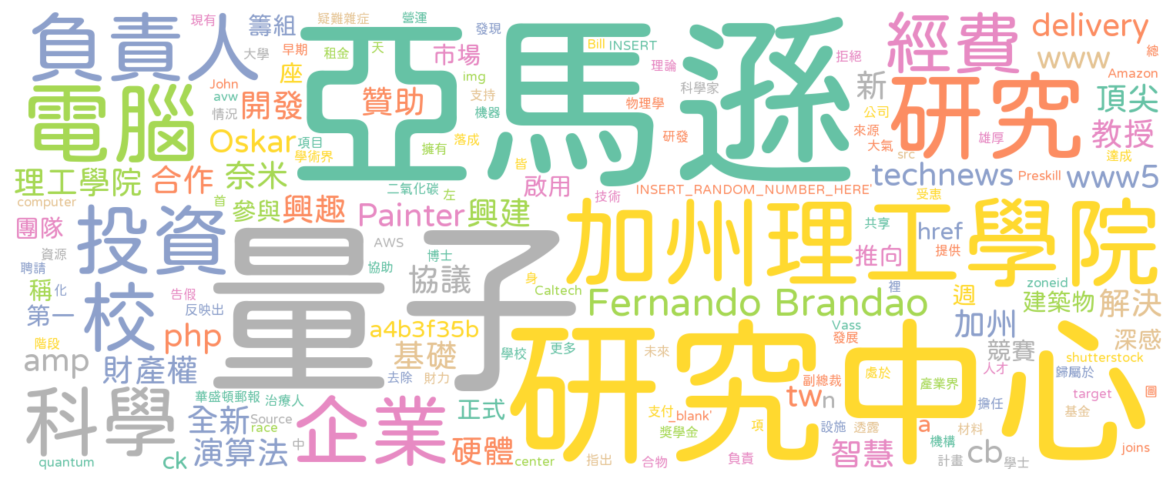 負責人
現有
籌組
疑難雜症
營運
亞馬遜
發現
Bill
INSERT
經費
delivery
大學
早期
租金
天
市場
理論
拒絕
www
總
電腦
John
座
img
支持
科學家
新
研究
Amazon
avw
開發
贊助
機器
物理學
公司
頂尖
情況
Oskar
項目
落成
研發
來源
雄厚
教授
學術界
擁有
皆
大氣
達成
理工學院
合作
奈米
二氧化碳
左
啟用
技術
INSERT_RANDOM_NUMBER_HERE'
technews
src
Preskill
www5
computer
首
參與
興趣
Painter
興建
加州理工學院
受惠
團隊
投資
量子
AWS
共享
href
資源
博士
推向
提供
聘請
協助
協議
身
Caltech
裡
zoneid
稱
化
校
告假
Fernando Brandao
週
建築物
解決
第一
反映出
php
a4b3f35b
研究中心
Vass
發展
加州
深感
階段
amp
財產權
基礎
學校
更多
未來
競賽
shutterstock
去除
財力
副總裁
處於
產業界
人才
歸屬於
科學
華盛頓郵報
治療人
企業
正式
支付
_blank'
tw
n
擔任
target
圖
全新
Source
race
獎學金
項
設施
透露
a
基金
中
演算法
硬體
指出
合物
負責
智慧
機構
材料
quantum
ck
center
計畫
cb
學士
joins